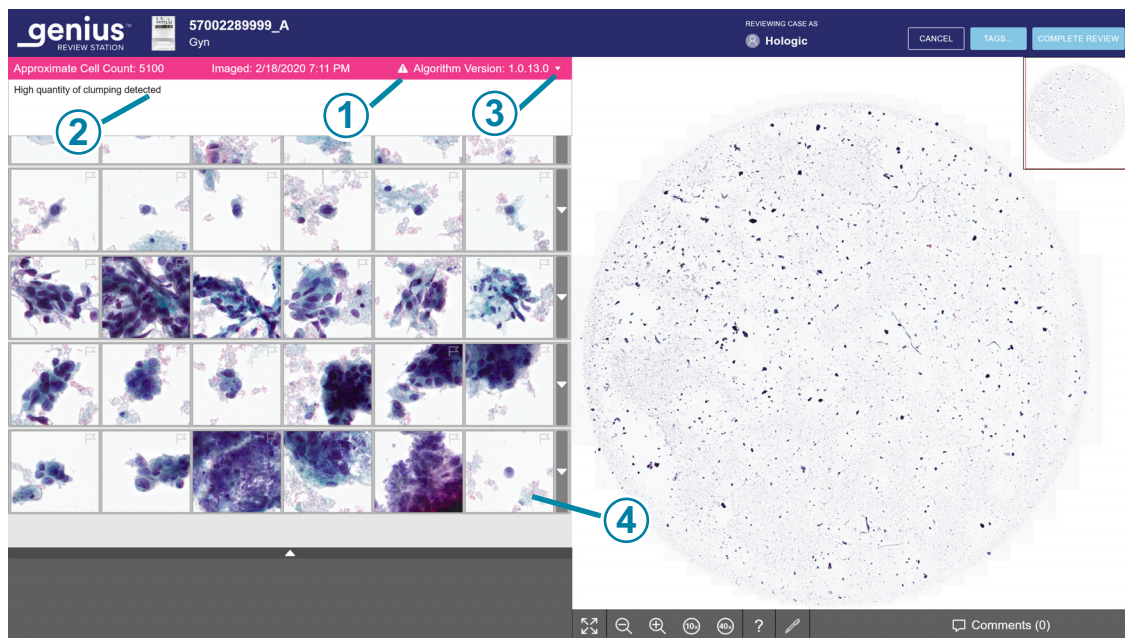 genius™
REVIEW STATION
57002289999_A
Gyn
REVIEWING CASE AS
Hologic
CANCEL
TAGS...
COMPLETE REVIEW
Approximate Cell Count: 5100
Imaged: 2/18/2020 7:11 PM
Algorithm Version: 1.0.13.0
High quantity of clumping detected
1
2
3
4
10x
40x
?
Comments (0)